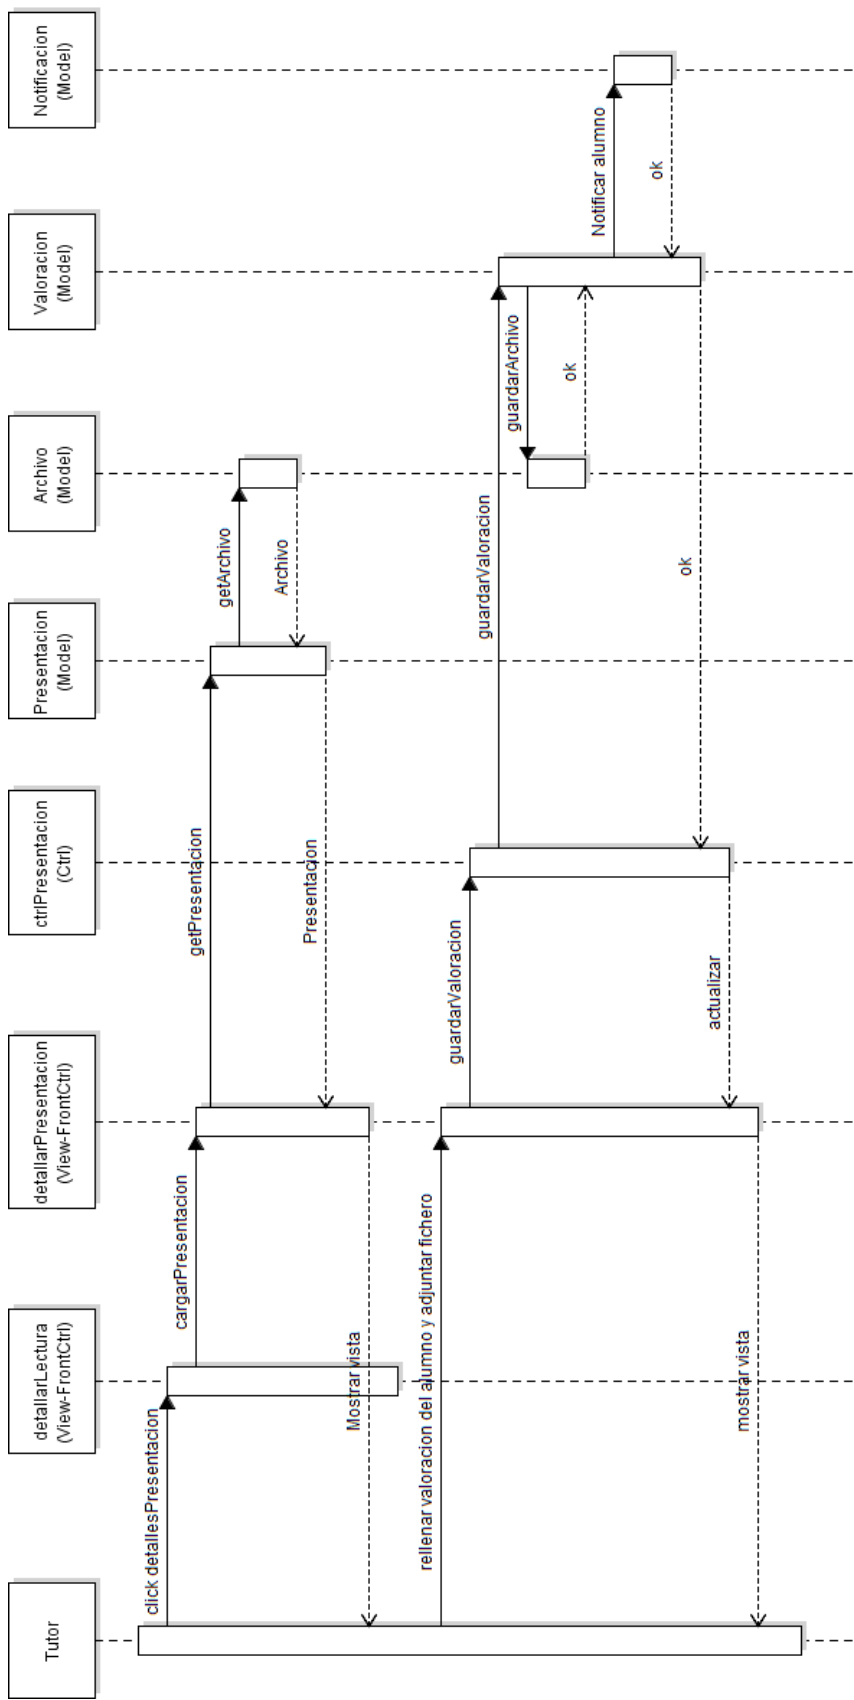 Tutor
detallarLectura
(View-FrontCtrl)
detallarPresentacion
(View-FrontCtrl)
ctrlPresentacion
(Ctrl)
Presentacion
(Model)
Archivo
(Model)
Valoracion
(Model)
Notificacion
(Model)
click detallesPresentacion
cargarPresentacion
getPresentacion
getArchivo
Archivo
Presentacion
Mostrar vista
rellenar valoracion del alumno y adjuntar fichero
guardarValoracion
guardarValoracion
guardarArchivo
ok
Notificar alumno
ok
ok
actualizar
mostrar vista